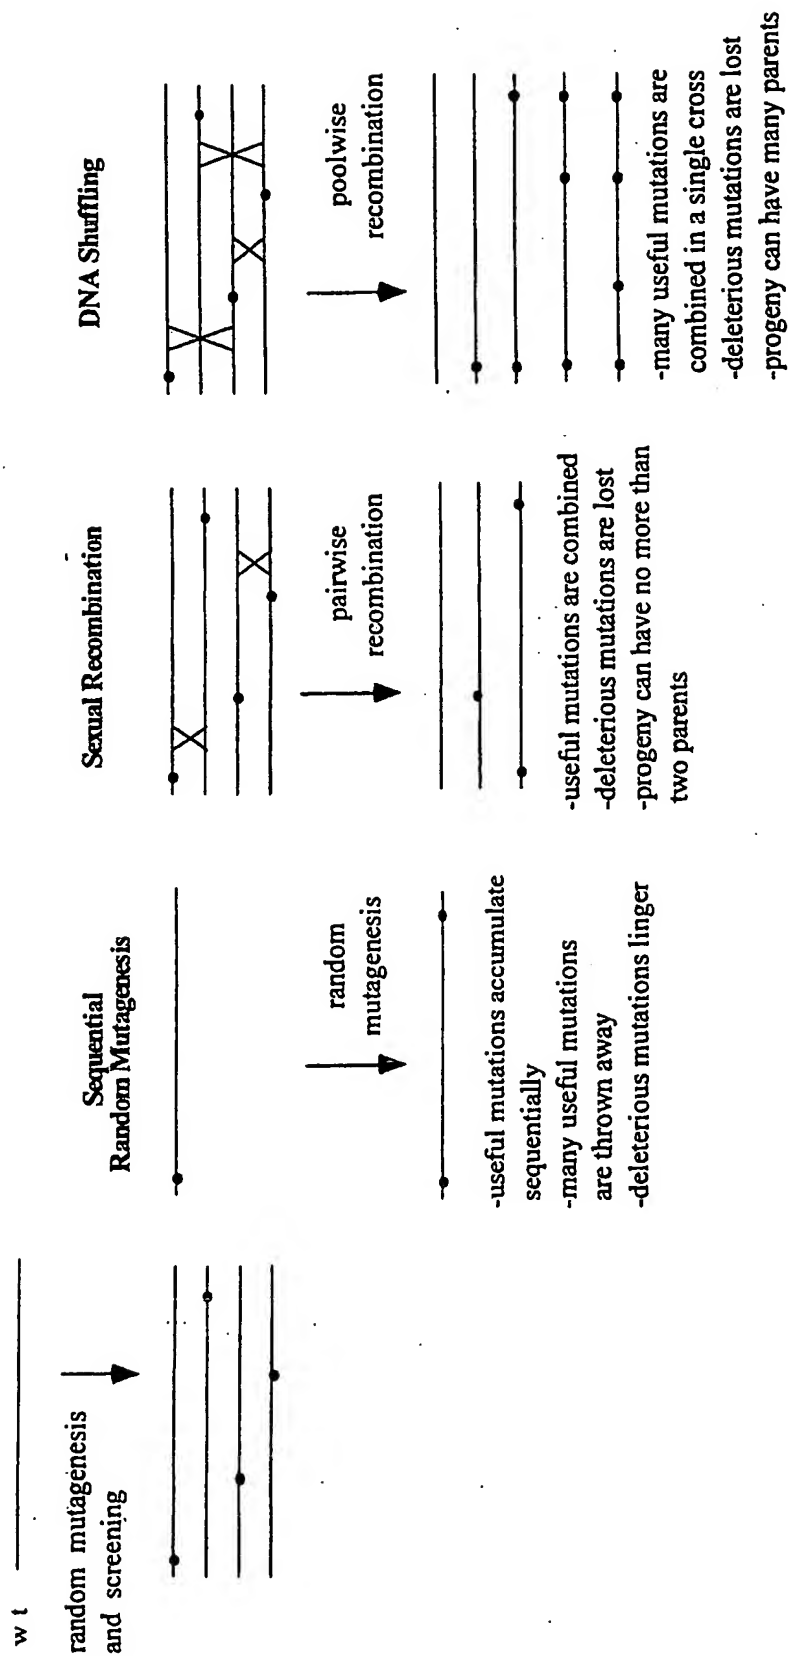 w t
random mutagenesis
and screening
Sequential
Random Mutagenesis
random
mutagenesis
-useful mutations accumulate
sequentially
-many useful mutations
are thrown away
-deleterious mutations linger
Sexual Recombination
pairwise
recombination
-useful mutations are combined
-deleterious mutations are lost
-progeny can have no more than
two parents
DNA Shuffling
poolwise
recombination
-many useful mutations are
combined in a single cross
-deleterious mutations are lost
-progeny can have many parents